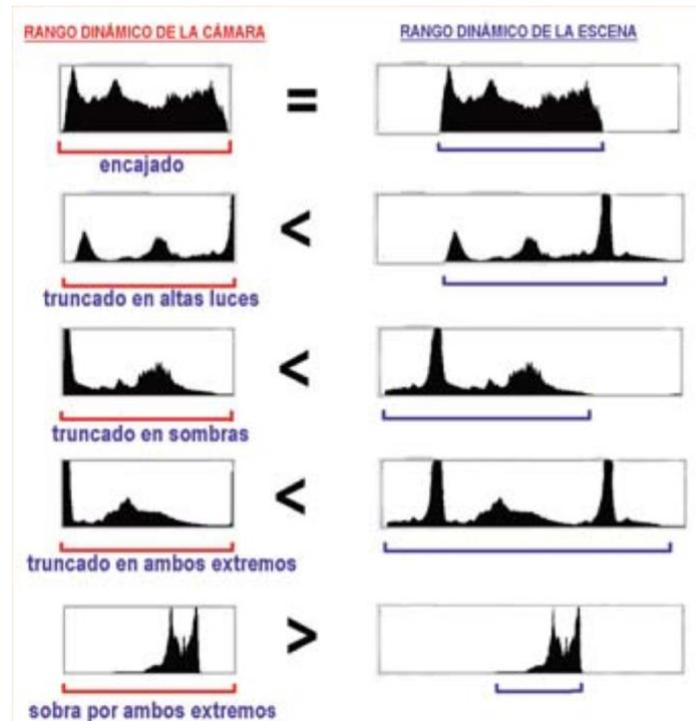 RANGO DINÁMICO DE LA CÁMARA
RANGO DINÁMICO DE LA ESCENA
=
encajado
<
truncado en altas luces
<
truncado en sombras
<
truncado en ambos extremos
>
sobra por ambos extremos